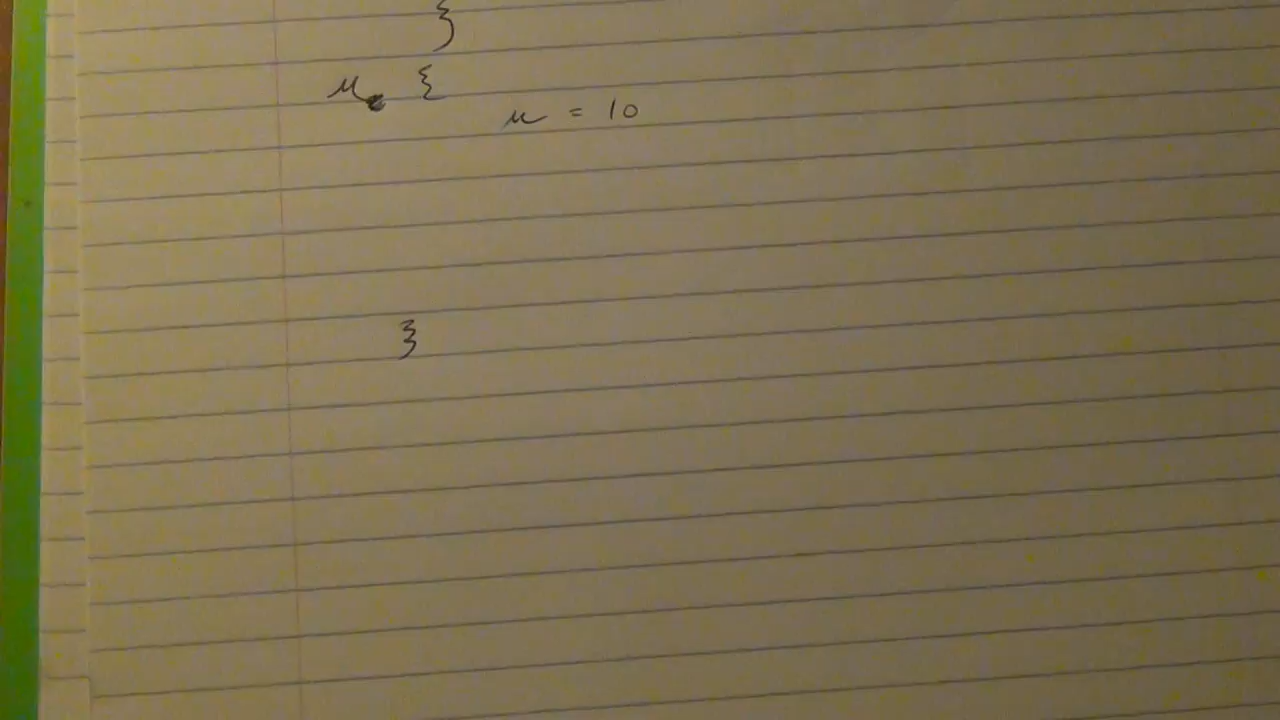 }
μ {
μ = 10
}